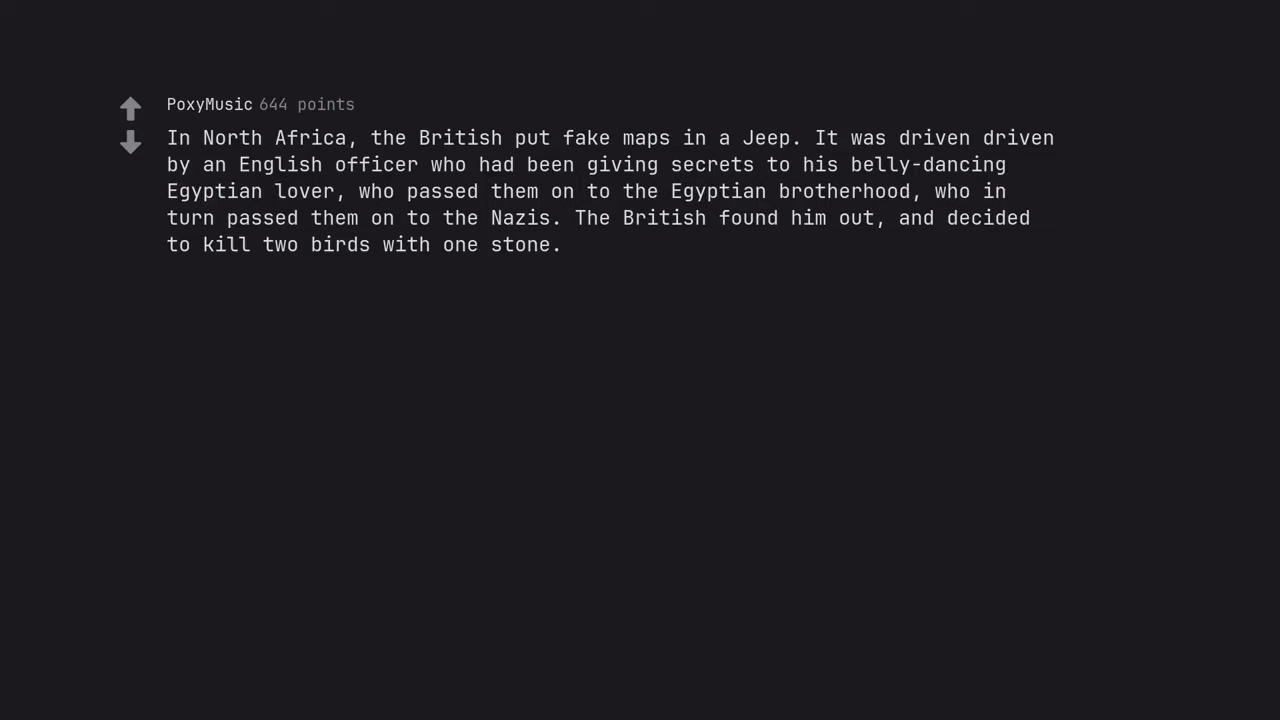 PoxyMusic 644 points
In North Africa, the British put fake maps in a Jeep. It was driven driven
by an English officer who had been giving secrets to his belly-dancing
Egyptian lover, who passed them on to the Egyptian brotherhood, who in
turn passed them on to the Nazis. The British found him out, and decided
to kill two birds with one stone.